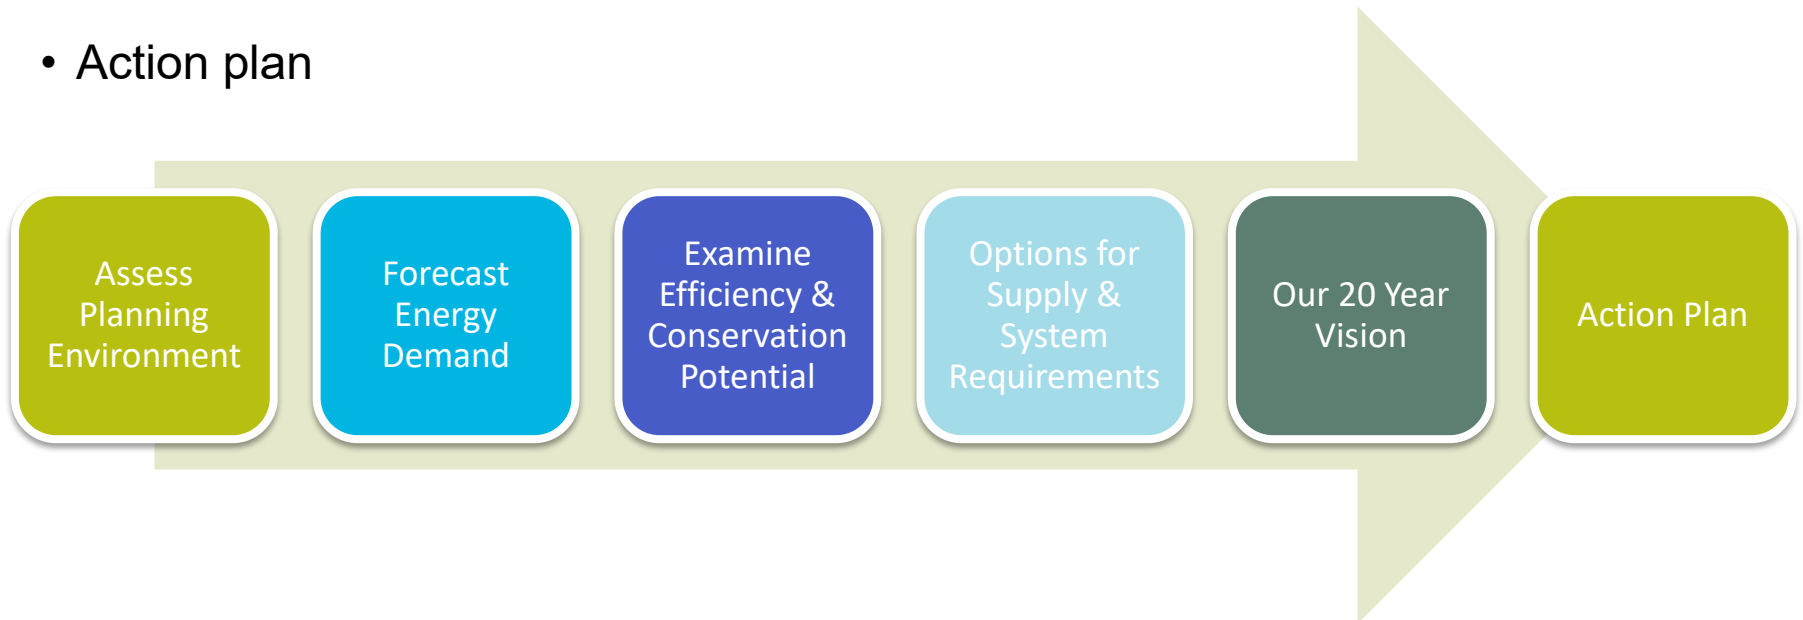 • Action plan
Assess
Planning
Environment
Forecast
Energy
Demand
Examine
Efficiency &
Conservation
Potential
Options for
Supply &
System
Requirements
Our 20 Year
Vision
Action Plan